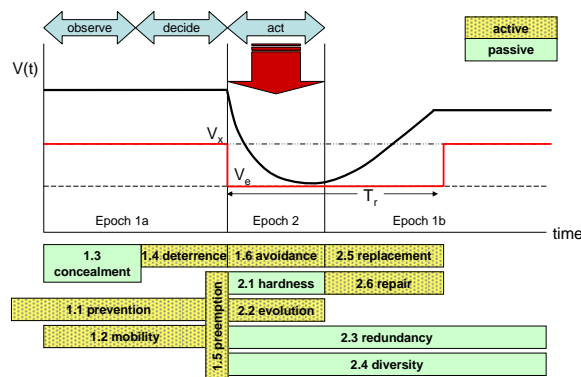 observe decide act
active
passive
V(t)
Vx
Ve
Tr
Epoch 1a Epoch 2 Epoch 1b
time
1.3 concealment
1.4 deterrence 1.6 avoidance 2.5 replacement
2.1 hardness 2.6 repair
1.1 prevention 2.2 evolution
1.5 preemption
1.2 mobility 2.3 redundancy
2.4 diversity